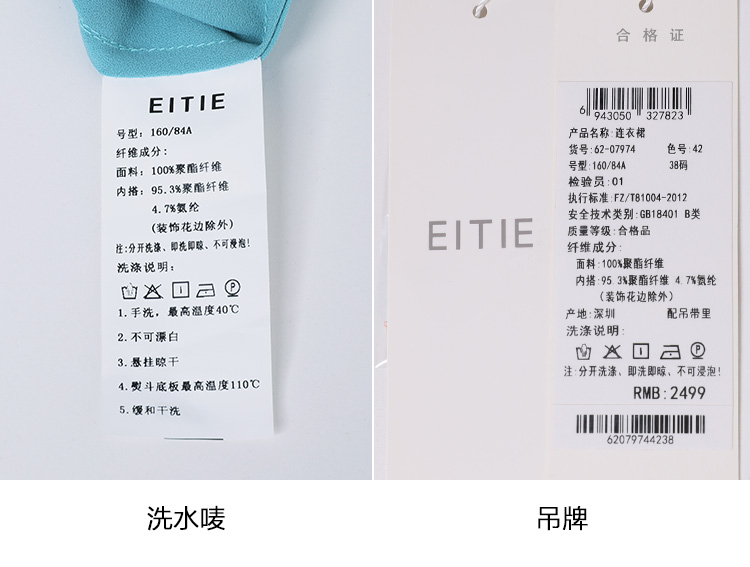 EITIE
号型：160/84A
纤维成分:
面料：100%聚酯纤维
内搭：95.3%聚酯纤维
4.7%氨纶
(装饰花边除外)
注:分开洗涤、即洗即晾、不可浸泡!
洗涤说明：
1.手洗，最高温度40℃
2.不可漂白
3.悬挂晾干
4.熨斗底板最高温度110℃
5.缓和干洗
洗水唛
EITIE
合格证
6 943050 327823
产品名称:连衣裙
货号:62-07974 色号:42
号型:160/84A 38码
检验员:01
执行标准:FZ/T81004-2012
安全技术类别:GB18401 B类
质量等级:合格品
纤维成分:
面料:100%聚酯纤维
内搭:95.3%聚酯纤维 4.7%氨纶
(装饰花边除外)
产地:深圳 配吊带里
洗涤说明:
注:分开洗涤、即洗即晾、不可浸泡!
RMB:2499
62079744238
吊牌